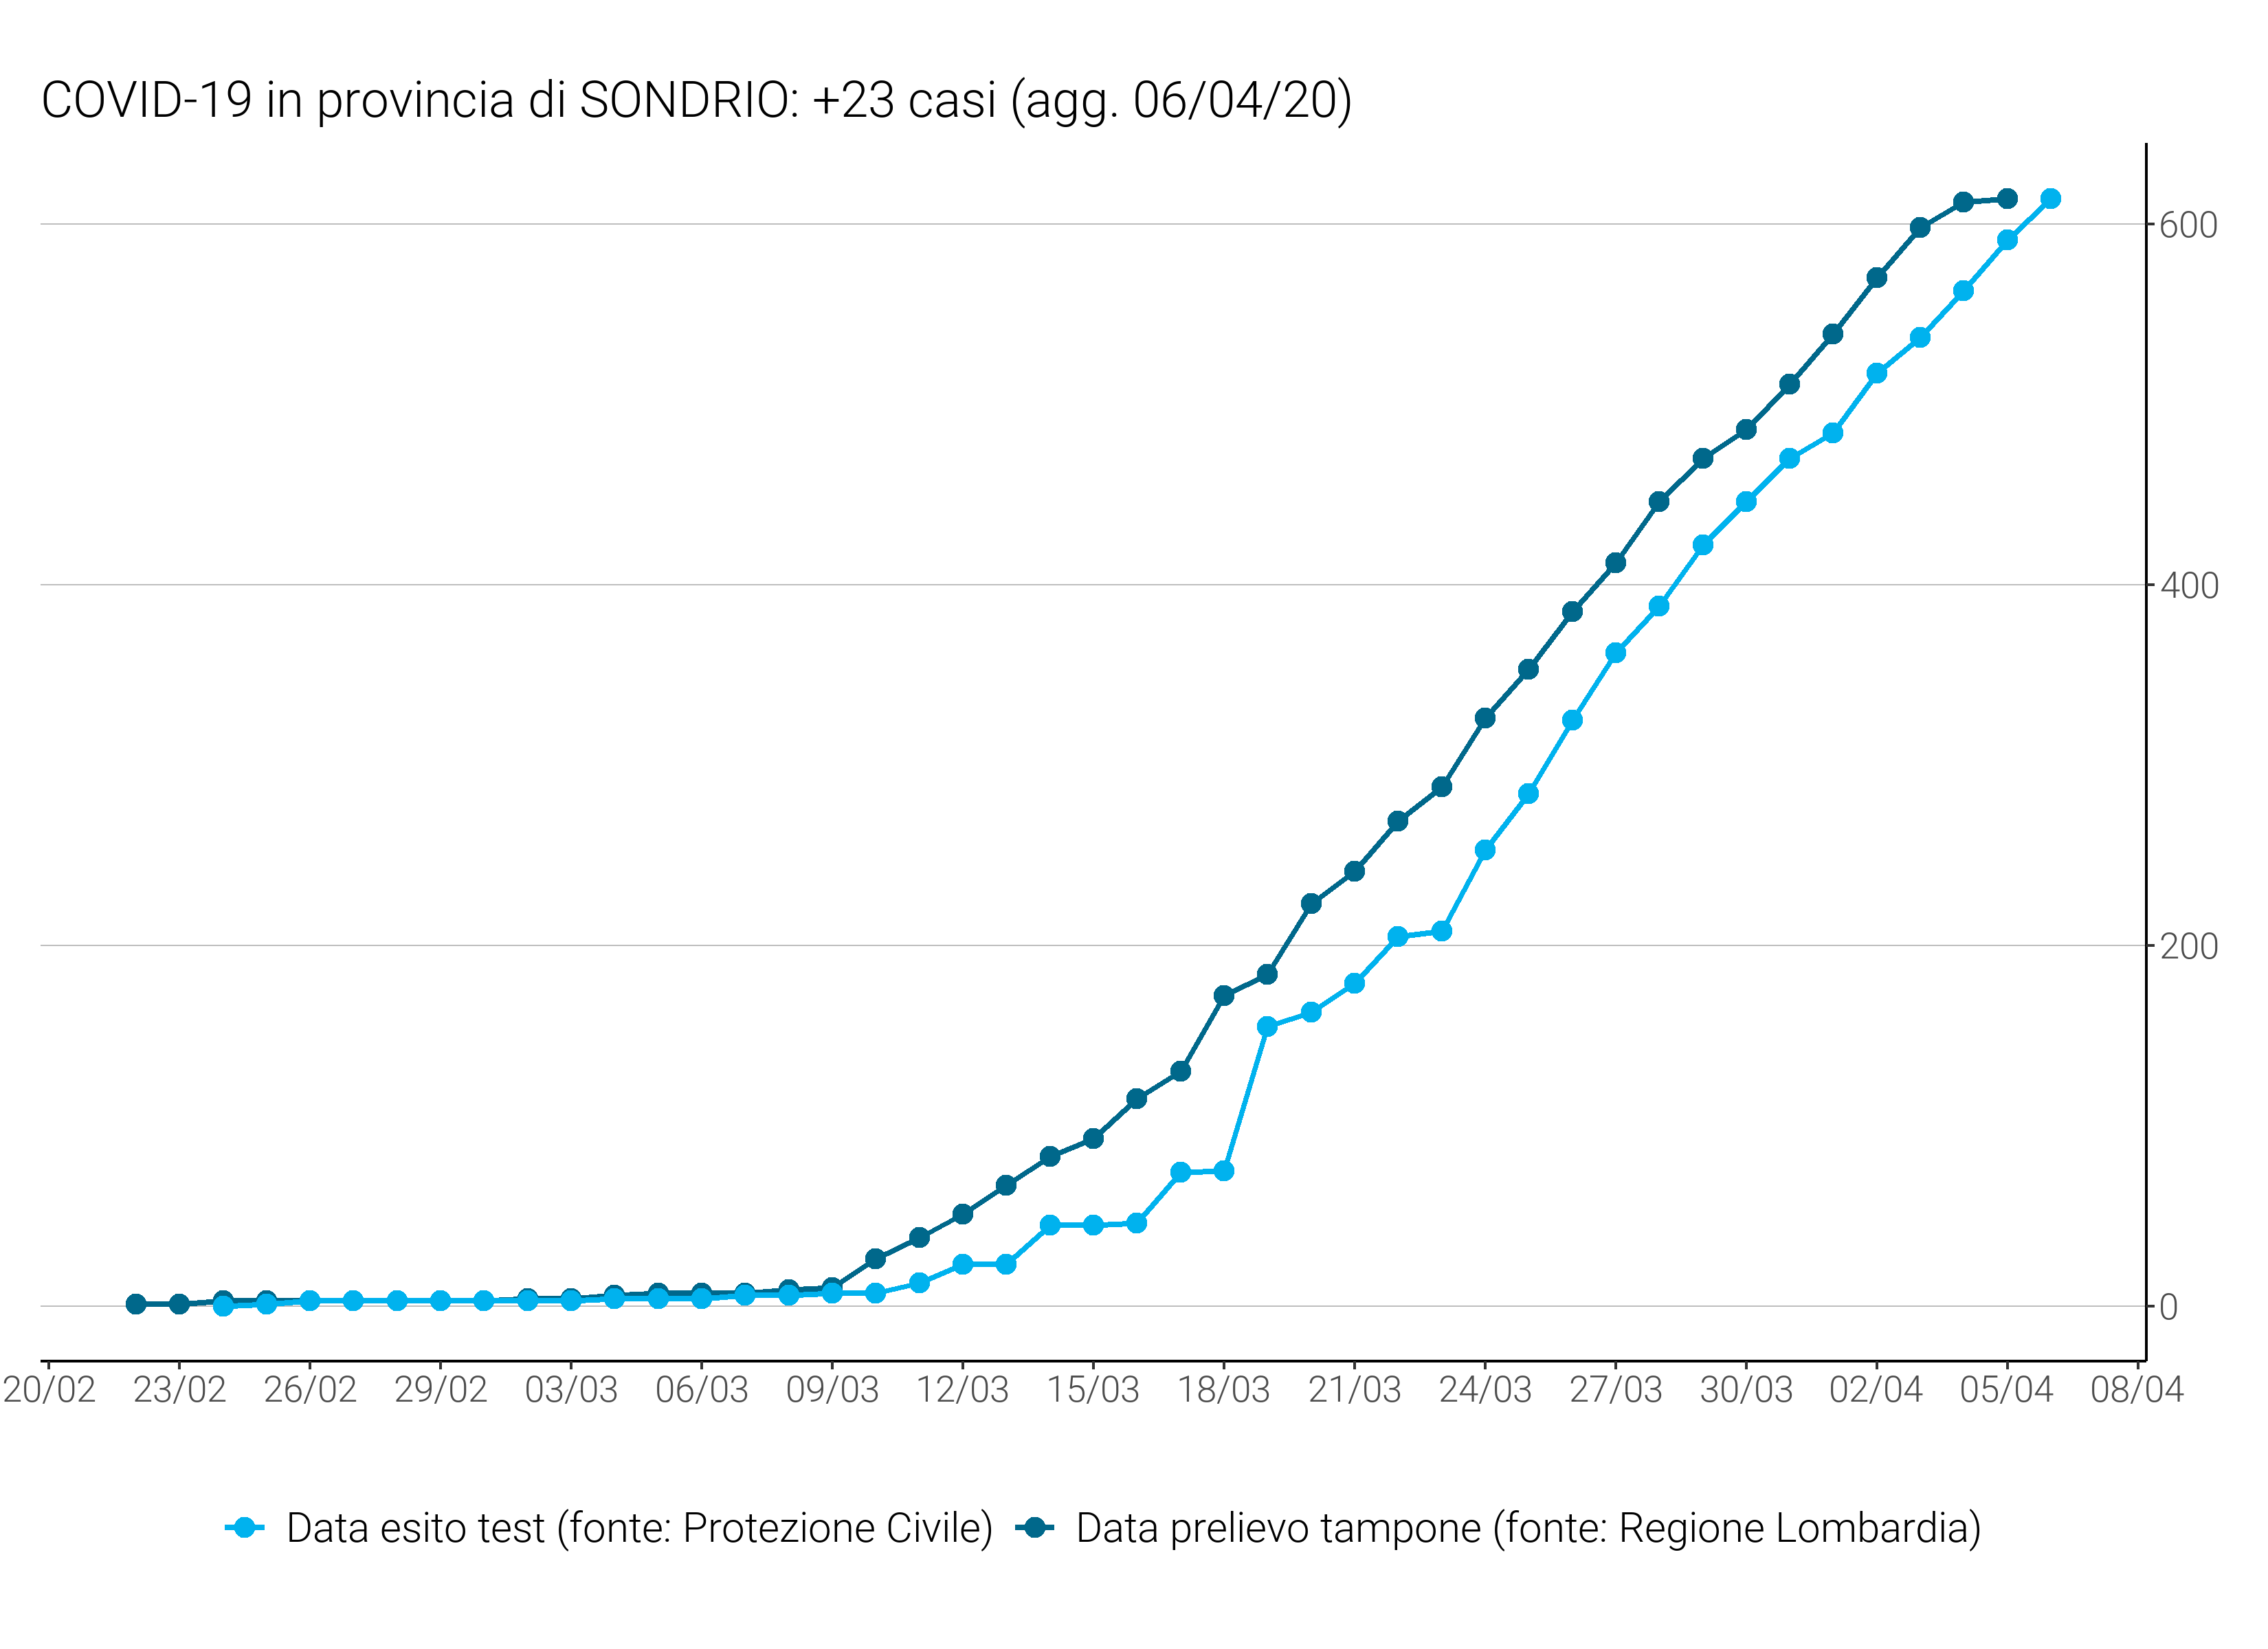 COVID-19 in provincia di SONDRIO: +23 casi (agg. 06/04/20)
600
400
200
0
20/02 23/02 26/02 29/02 03/03 06/03 09/03 12/03 15/03 18/03 21/03 24/03 27/03 30/03 02/04 05/04 08/04
Data esito test (fonte: Protezione Civile) Data prelievo tampone (fonte: Regione Lombardia)